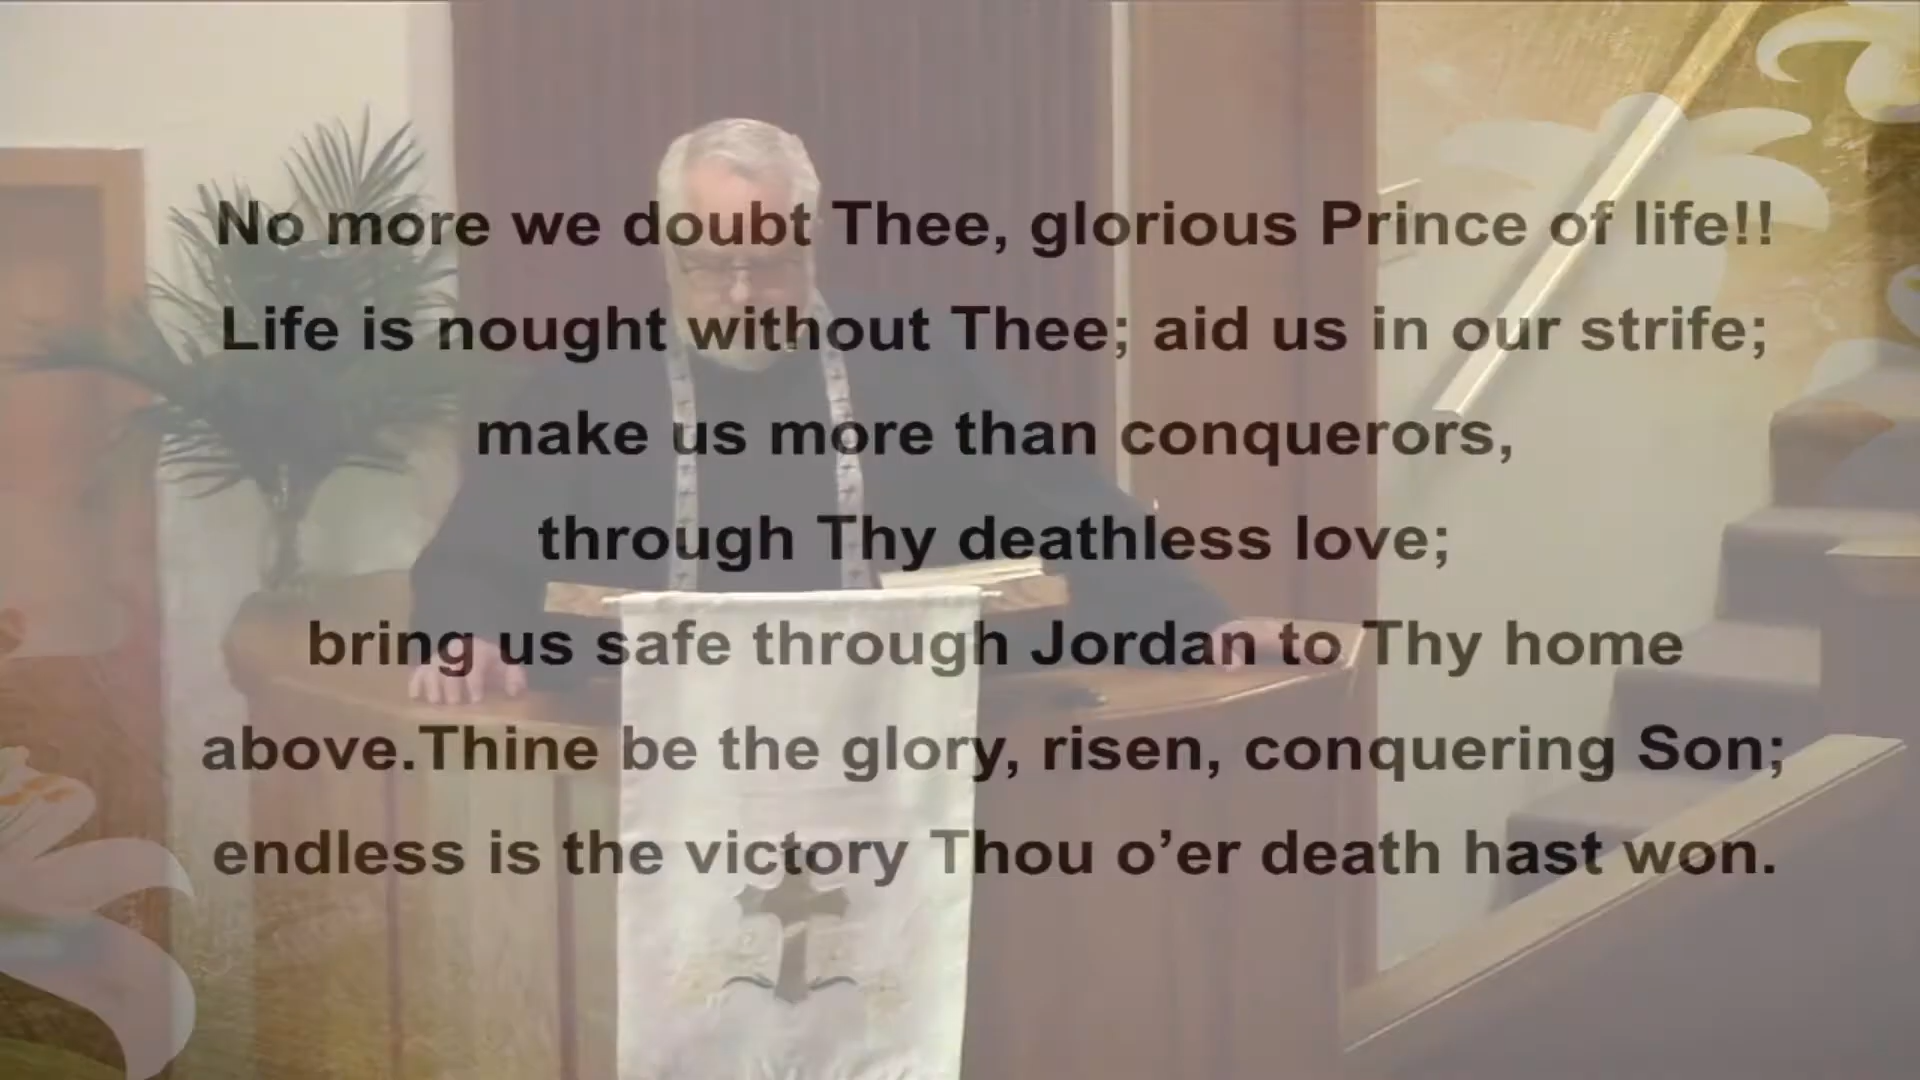 No more we doubt Thee, glorious Prince of life!!
Life is nought without Thee; aid us in our strife;
make us more than conquerors,
through Thy deathless love;
bring us safe through Jordan to Thy home
above.Thine be the glory, risen, conquering Son;
endless is the victory Thou o’er death hast won.